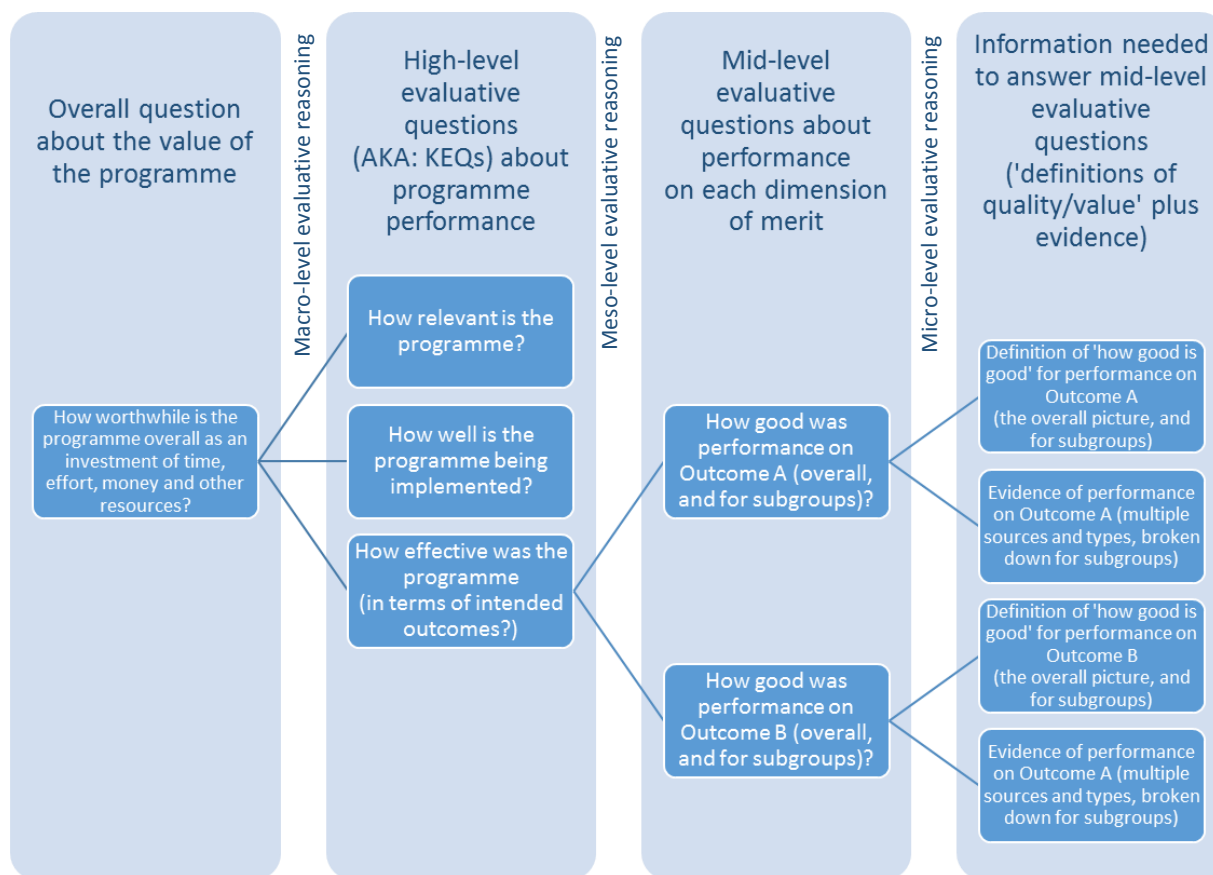 Overall question
about the value of
the programme
Macro-level evaluative reasoning
High-level
evaluative
questions
(AKA: KEQs) about
programme
performance
Meso-level evaluative reasoning
Mid-level
evaluative
questions about
performance
on each dimension
of merit
Micro-level evaluative reasoning
Information needed
to answer mid-level
evaluative
questions
('definitions of
quality/value' plus
evidence)
How worthwhile is the
programme overall as an
investment of time,
effort, money and other
resources?
How relevant is the
programme?
How well is the
programme being
implemented?
How effective was the
programme
(in terms of intended
outcomes?)
How good was
performance on
Outcome A (overall,
and for subgroups)?
How good was
performance on
Outcome B (overall,
and for subgroups)?
Definition of 'how good is
good' for performance on
Outcome A
(the overall picture, and
for subgroups)
Evidence of performance
on Outcome A (multiple
sources and types, broken
down for subgroups)
Definition of 'how good is
good' for performance on
Outcome B
(the overall picture, and
for subgroups)
Evidence of performance
on Outcome A (multiple
sources and types, broken
down for subgroups)